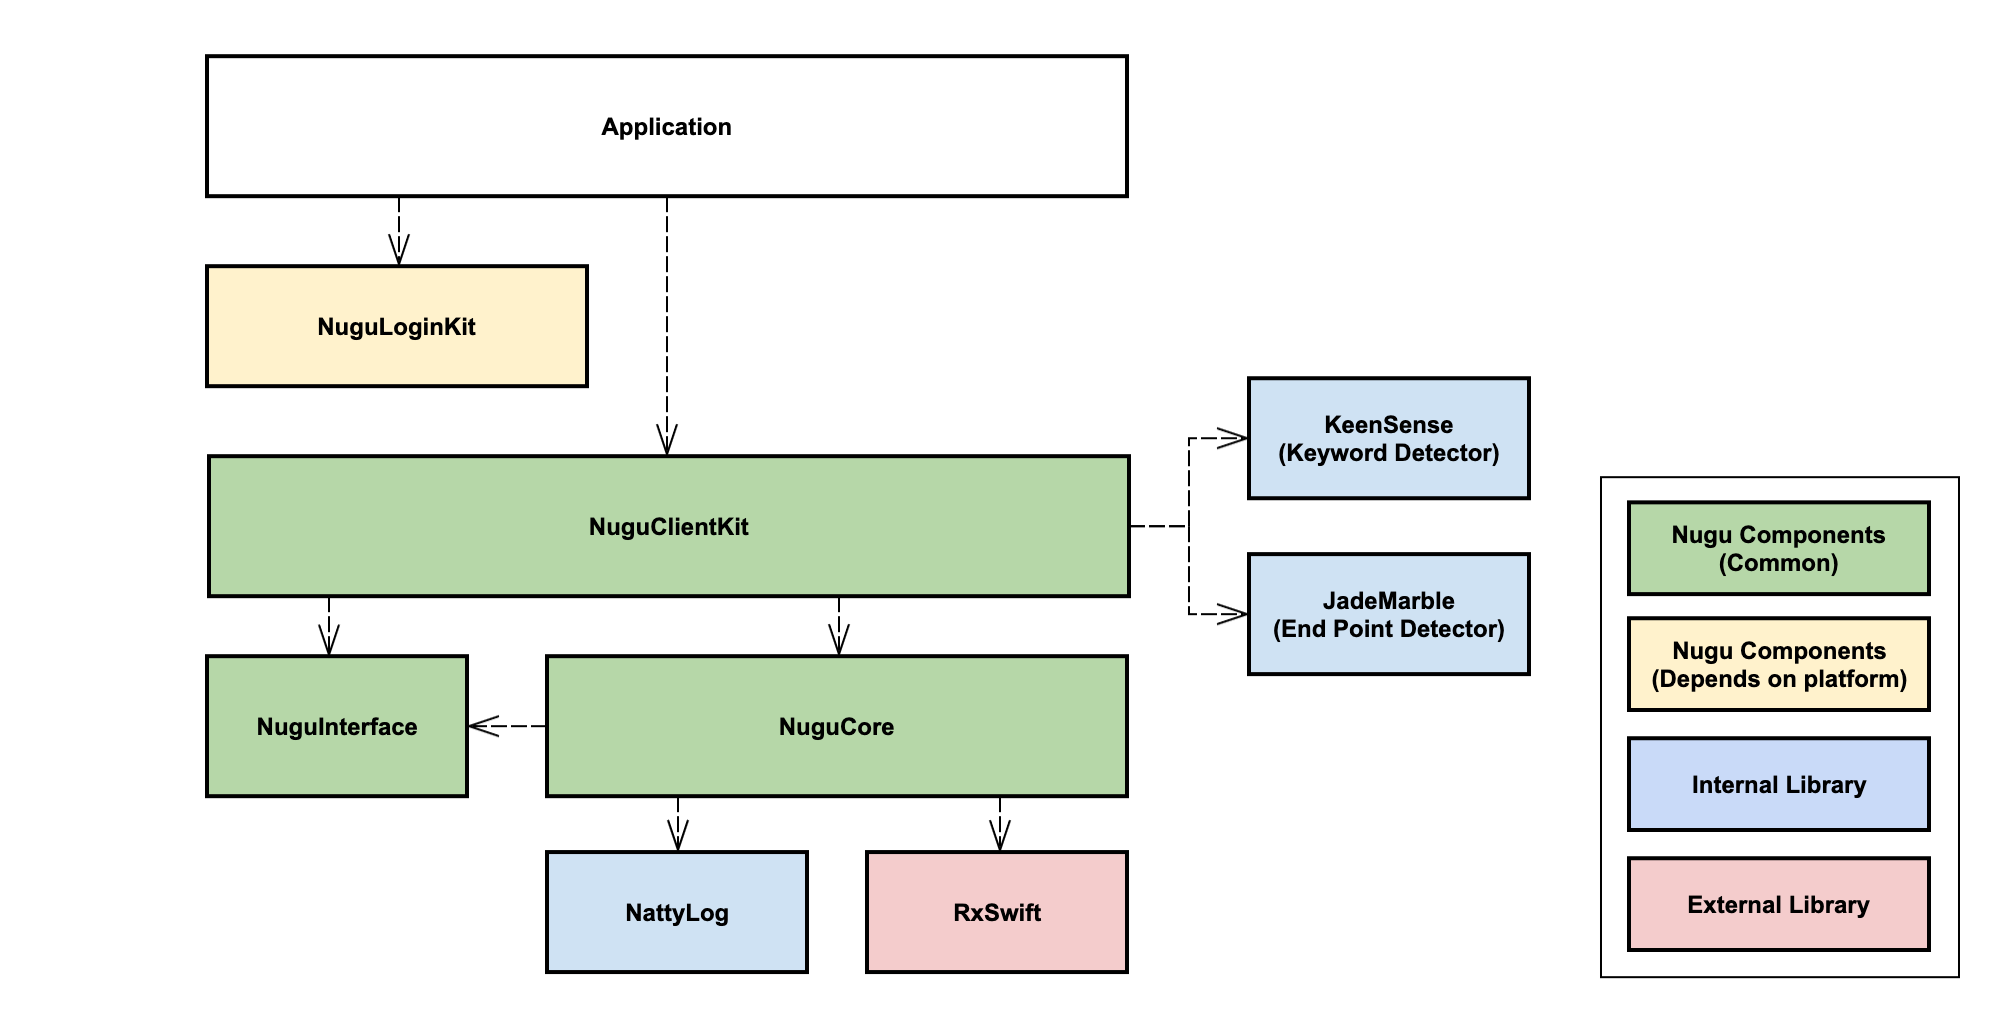 Application
NuguLoginKit
NuguClientKit
KeenSense
(Keyword Detector)
JadeMarble
(End Point Detector)
NuguInterface
NuguCore
NattyLog
RxSwift
Nugu Components
(Common)
Nugu Components
(Depends on platform)
Internal Library
External Library